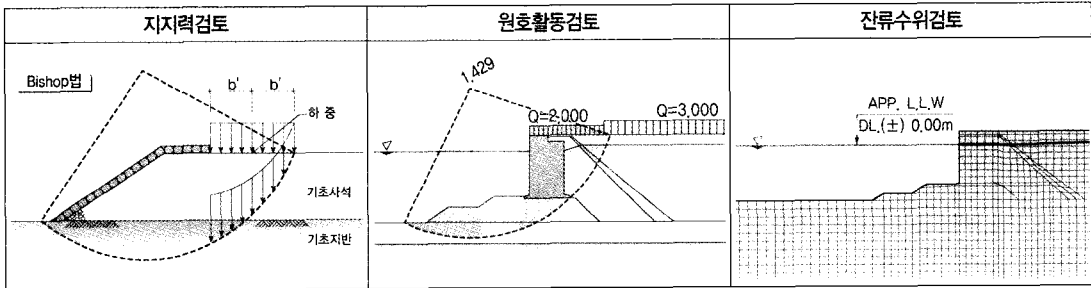 지지력검토
원호활동검토
잔류수위검토
Bishop법
b' b'
하 중
기초사석
기초지반
1.429
Q=2.000
Q=3.000
APP. L.L.W
DL.(±) 0.00m